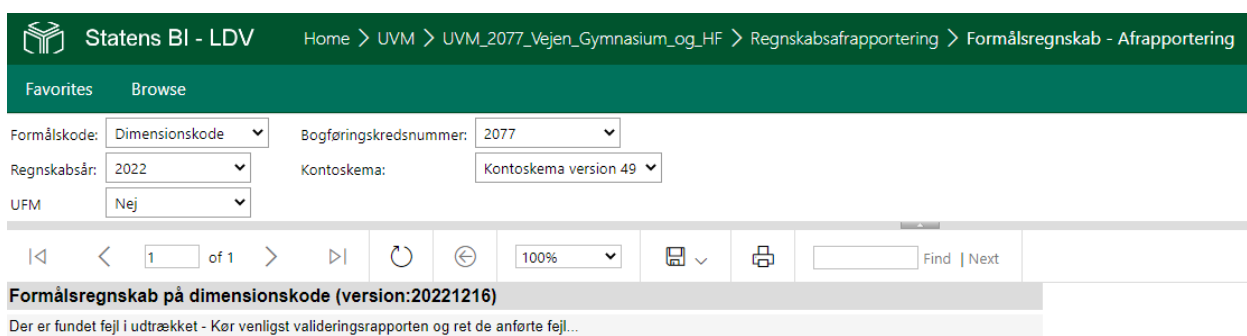 Statens BI - LDV Home > UVM > UVM_2077_Vejen_Gymnasium_og_HF > Regnskabsafrapportering > Formålsregnskab - Afrapportering
Favorites Browse
Formålskode: Dimensionskode Bogføringskredsnummer: 2077
Regnskabsår: 2022 Kontoskema: Kontoskema version 49
UFM Nej
1 of 1 100% Find | Next
Formålsregnskab på dimensionskode (version:20221216)
Der er fundet fejl i udtrækket - Kør venligst valideringsrapporten og ret de anførte fejl...